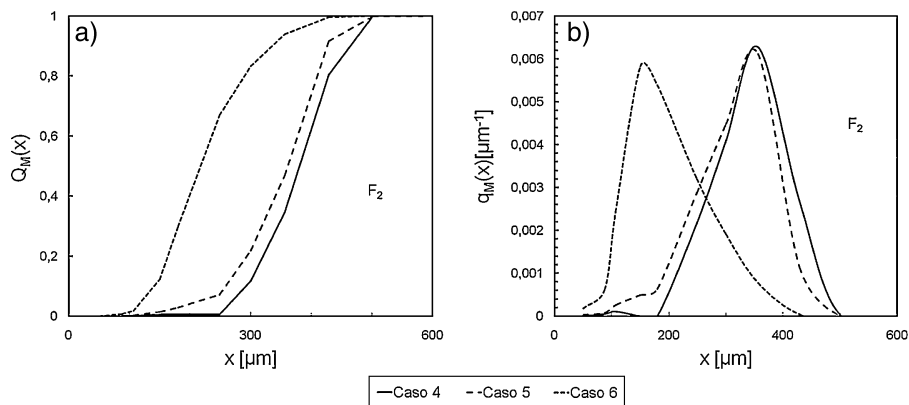 a)
Q_M(x)
1
0,8
0,6
0,4
0,2
0
0 300 600
x [µm]
F₂
b)
q_M(x)[µm⁻¹]
0,007
0,006
0,005
0,004
0,003
0,002
0,001
0
0 200 400 600
x [µm]
F₂
Caso 4 Caso 5 Caso 6